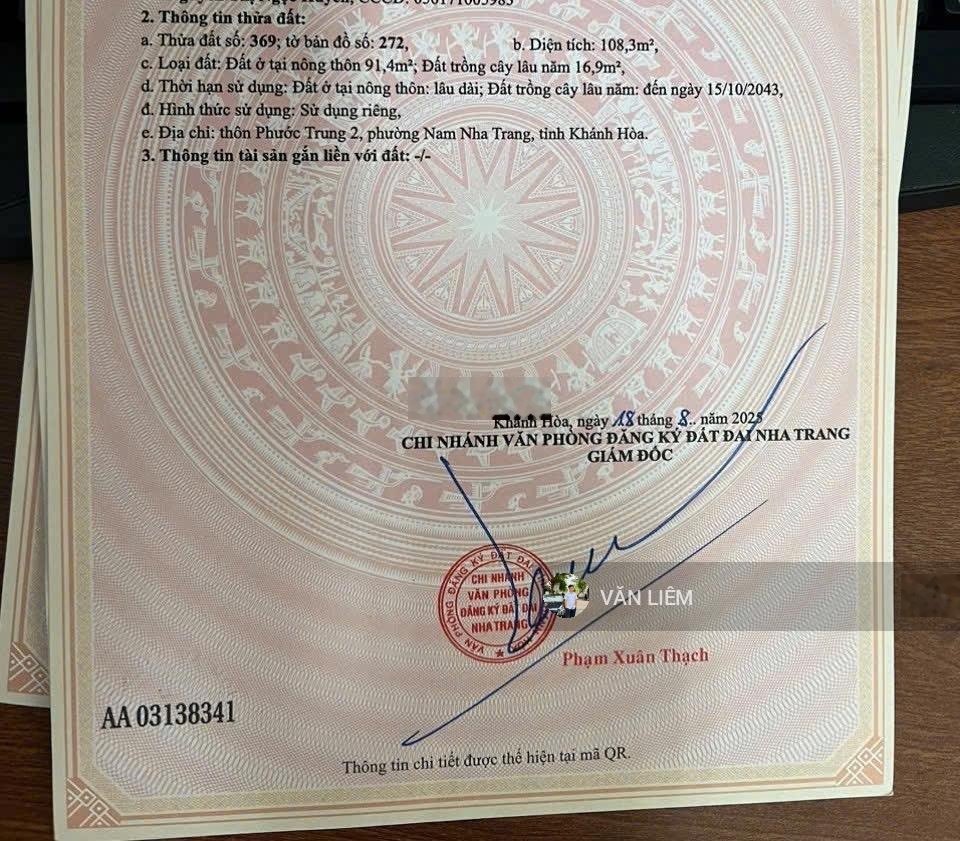 2. Thông tin thửa đất:
a. Thửa đất số: 369; tờ bản đồ số: 272,
b. Diện tích: 108,3m²,
c. Loại đất: Đất ở tại nông thôn 91,4m²; Đất trồng cây lâu năm 16,9m²,
d. Thời hạn sử dụng: Đất ở tại nông thôn: lâu dài; Đất trồng cây lâu năm: đến ngày 15/10/2043,
đ. Hình thức sử dụng: Sử dụng riêng,
e. Địa chỉ: thôn Phước Trung 2, phường Nam Nha Trang, tỉnh Khánh Hòa.
3. Thông tin tài sản gắn liền với đất: -/-
Khánh Hòa, ngày 18 tháng 8.. năm 2025
CHI NHÁNH VĂN PHÒNG ĐĂNG KÝ ĐẤT ĐAI NHA TRANG
GIÁM ĐỐC
CHI NHÁNH
VĂN PHÒNG
ĐĂNG KÝ ĐẤT ĐAI
NHA TRANG
VĂN LIÊM
Phạm Xuân Thạch
AA 03138341
Thông tin chi tiết được thể hiện tại mã QR.